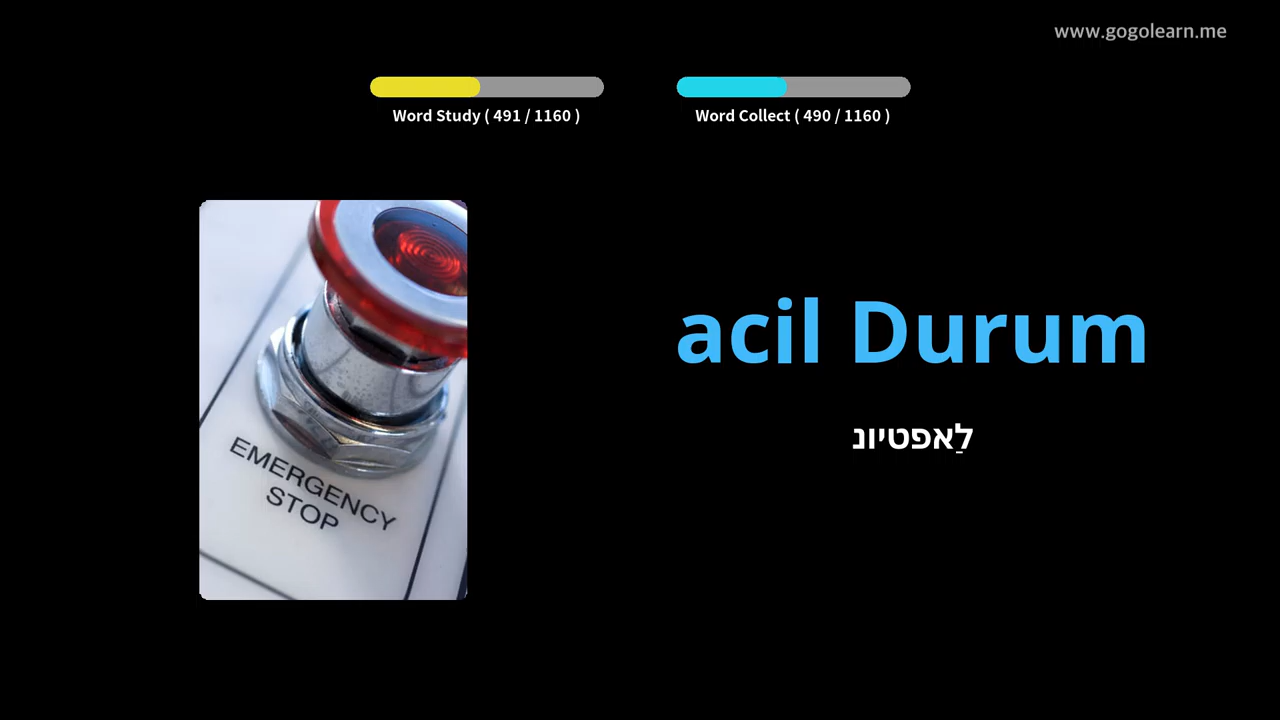 www.gogolearn.me
Word Study ( 491 / 1160 )
Word Collect ( 490 / 1160 )
acil Durum
לַאפטיונ
EMERGENCY
STOP